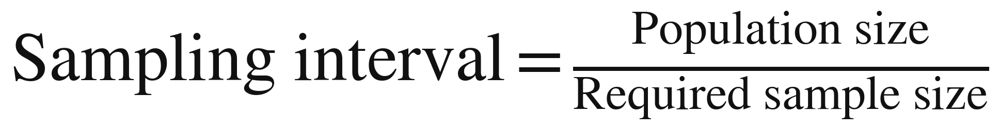 Sampling interval = Population size
Required sample size